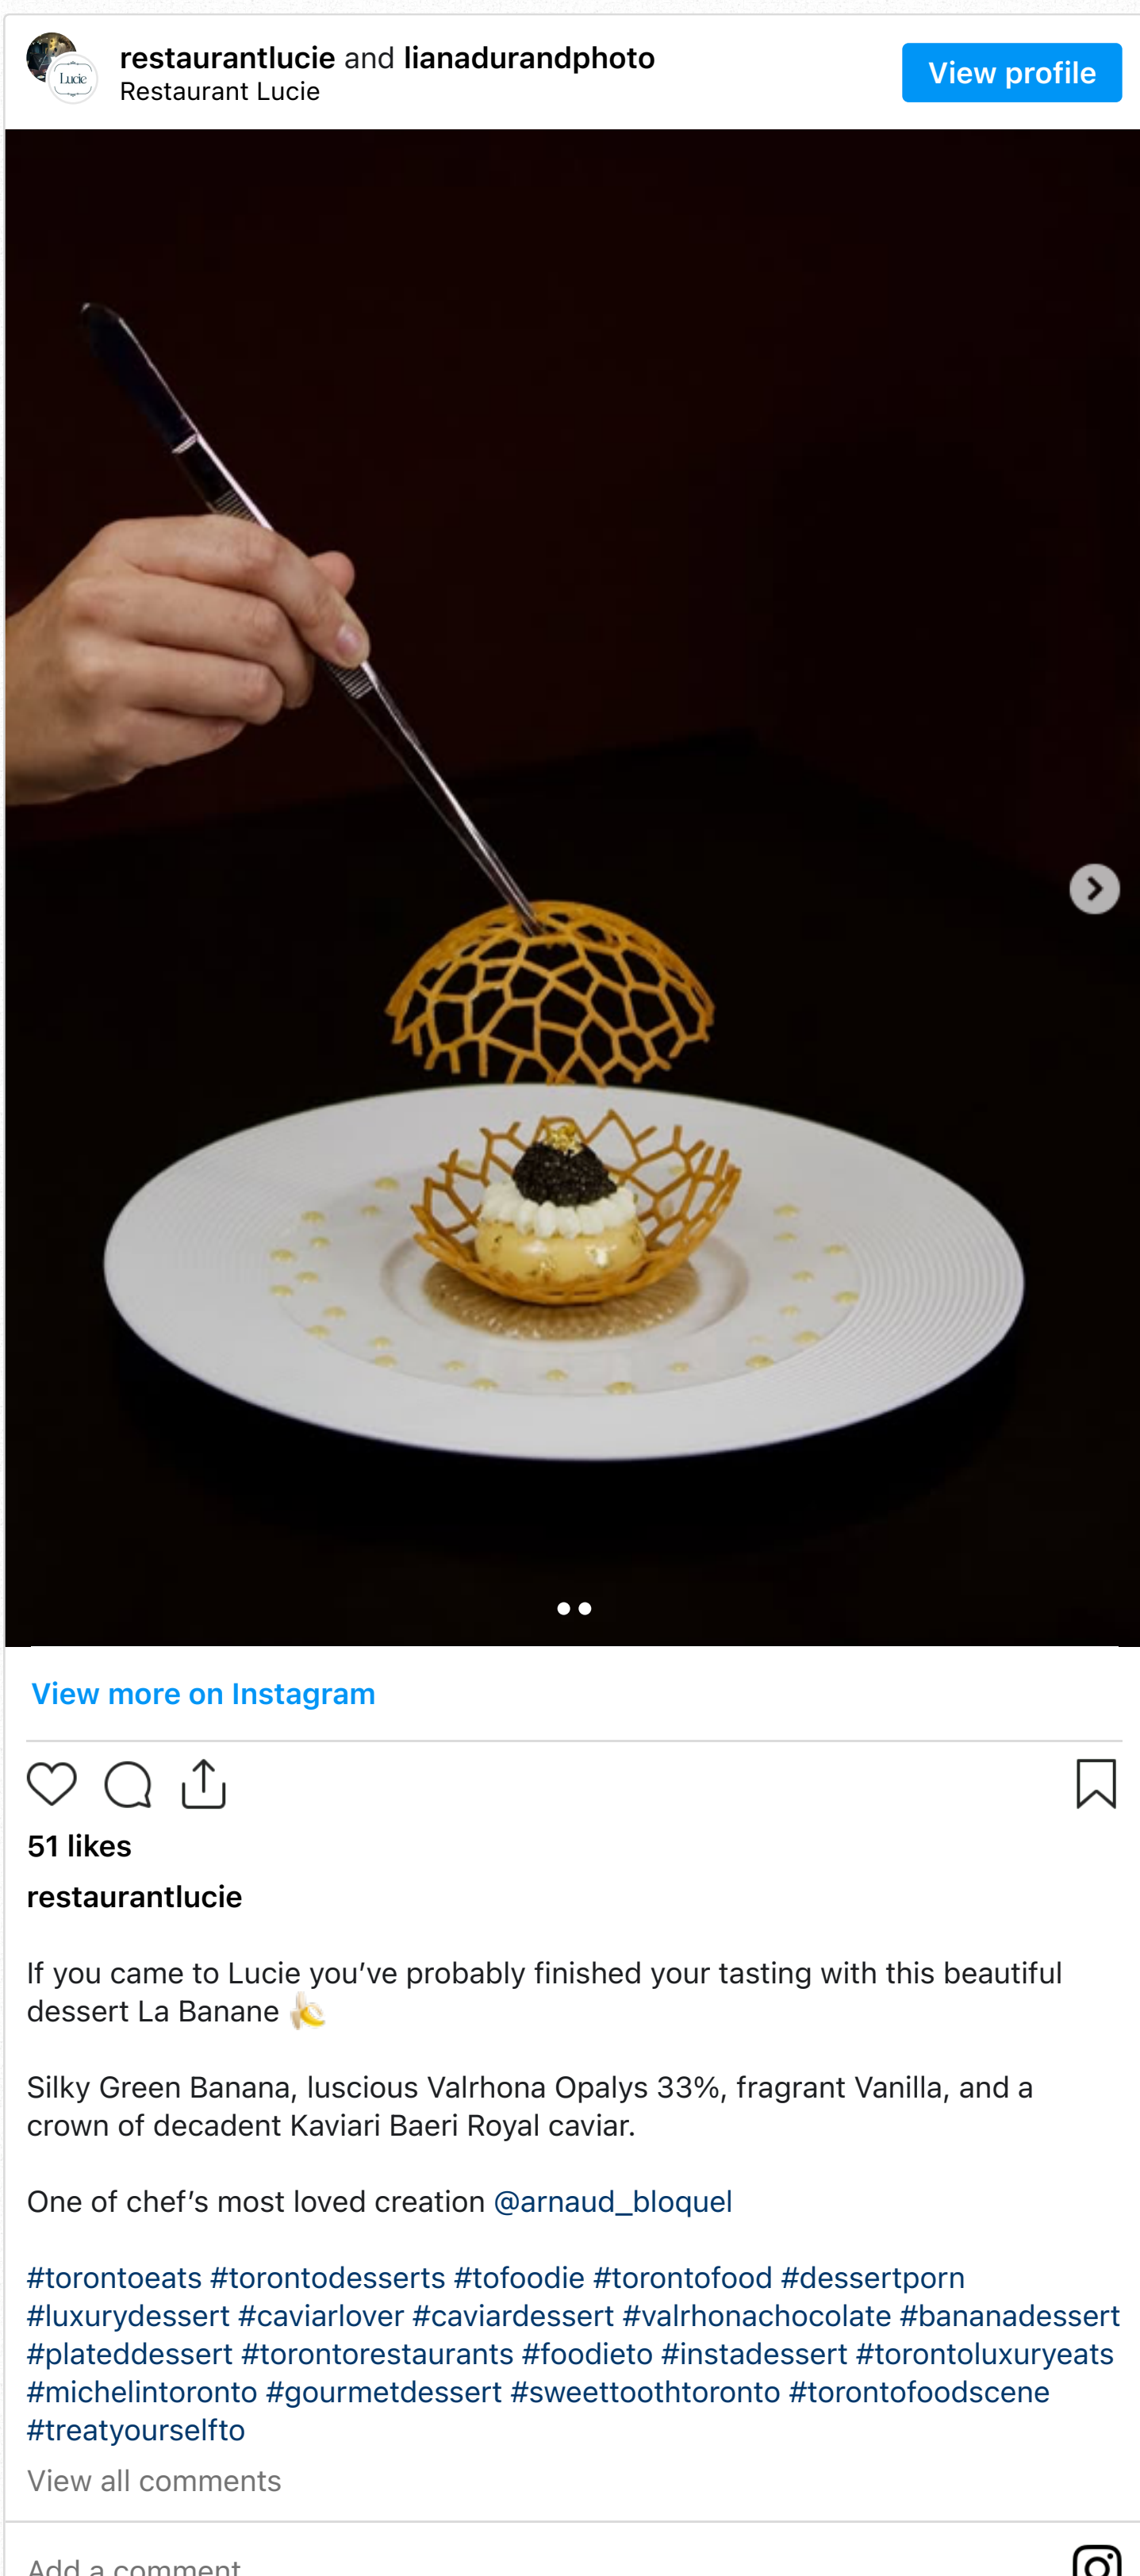 restaurantlucie and lianadurandphoto
Lucie
Restaurant Lucie
View profile
View more on Instagram
51 likes
restaurantlucie
If you came to Lucie you’ve probably finished your tasting with this beautiful
dessert La Banane 🍌
Silky Green Banana, luscious Valrhona Opalys 33%, fragrant Vanilla, and a
crown of decadent Kaviari Baeri Royal caviar.
One of chef’s most loved creation @arnaud_bloquel
#torontoeats #torontodesserts #tofoodie #torontofood #dessertporn
#luxurydessert #caviarlover #caviardessert #valrhonachocolate #bananadessert
#plateddessert #torontorestaurants #foodieto #instadessert #torontoluxuryeats
#michelintoronto #gourmetdessert #sweettoothtoronto #torontofoodscene
#treatyourselfto
View all comments
Add a comment